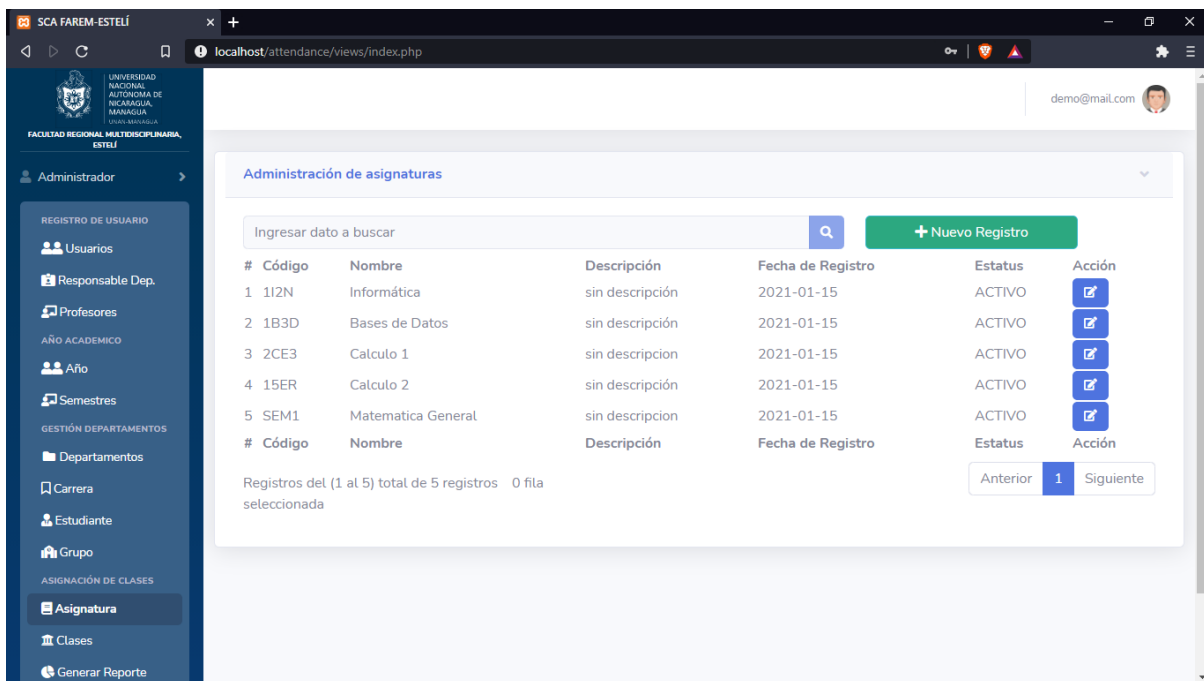 SCA FAREM-ESTELÍ
localhost/attendance/views/index.php
UNIVERSIDAD
NACIONAL
AUTÓNOMA DE
NICARAGUA,
MANAGUA
UNAN-MANAGUA
FACULTAD REGIONAL MULTIDISCIPLINARIA,
ESTELÍ
Administrador
REGISTRO DE USUARIO
Usuarios
Responsable Dep.
Profesores
AÑO ACADEMICO
Año
Semestres
GESTIÓN DEPARTAMENTOS
Departamentos
Carrera
Estudiante
Grupo
ASIGNACIÓN DE CLASES
Asignatura
Clases
Generar Reporte
demo@mail.com
Administración de asignaturas
Ingresar dato a buscar
Nuevo Registro
# Código Nombre Descripción Fecha de Registro Estatus Acción
1 1I2N Informática sin descripción 2021-01-15 ACTIVO
2 1B3D Bases de Datos sin descripción 2021-01-15 ACTIVO
3 2CE3 Calculo 1 sin descripcion 2021-01-15 ACTIVO
4 15ER Calculo 2 sin descripción 2021-01-15 ACTIVO
5 SEM1 Matematica General sin descripcion 2021-01-15 ACTIVO
# Código Nombre Descripción Fecha de Registro Estatus Acción
Registros del (1 al 5) total de 5 registros 0 fila
seleccionada
Anterior 1 Siguiente